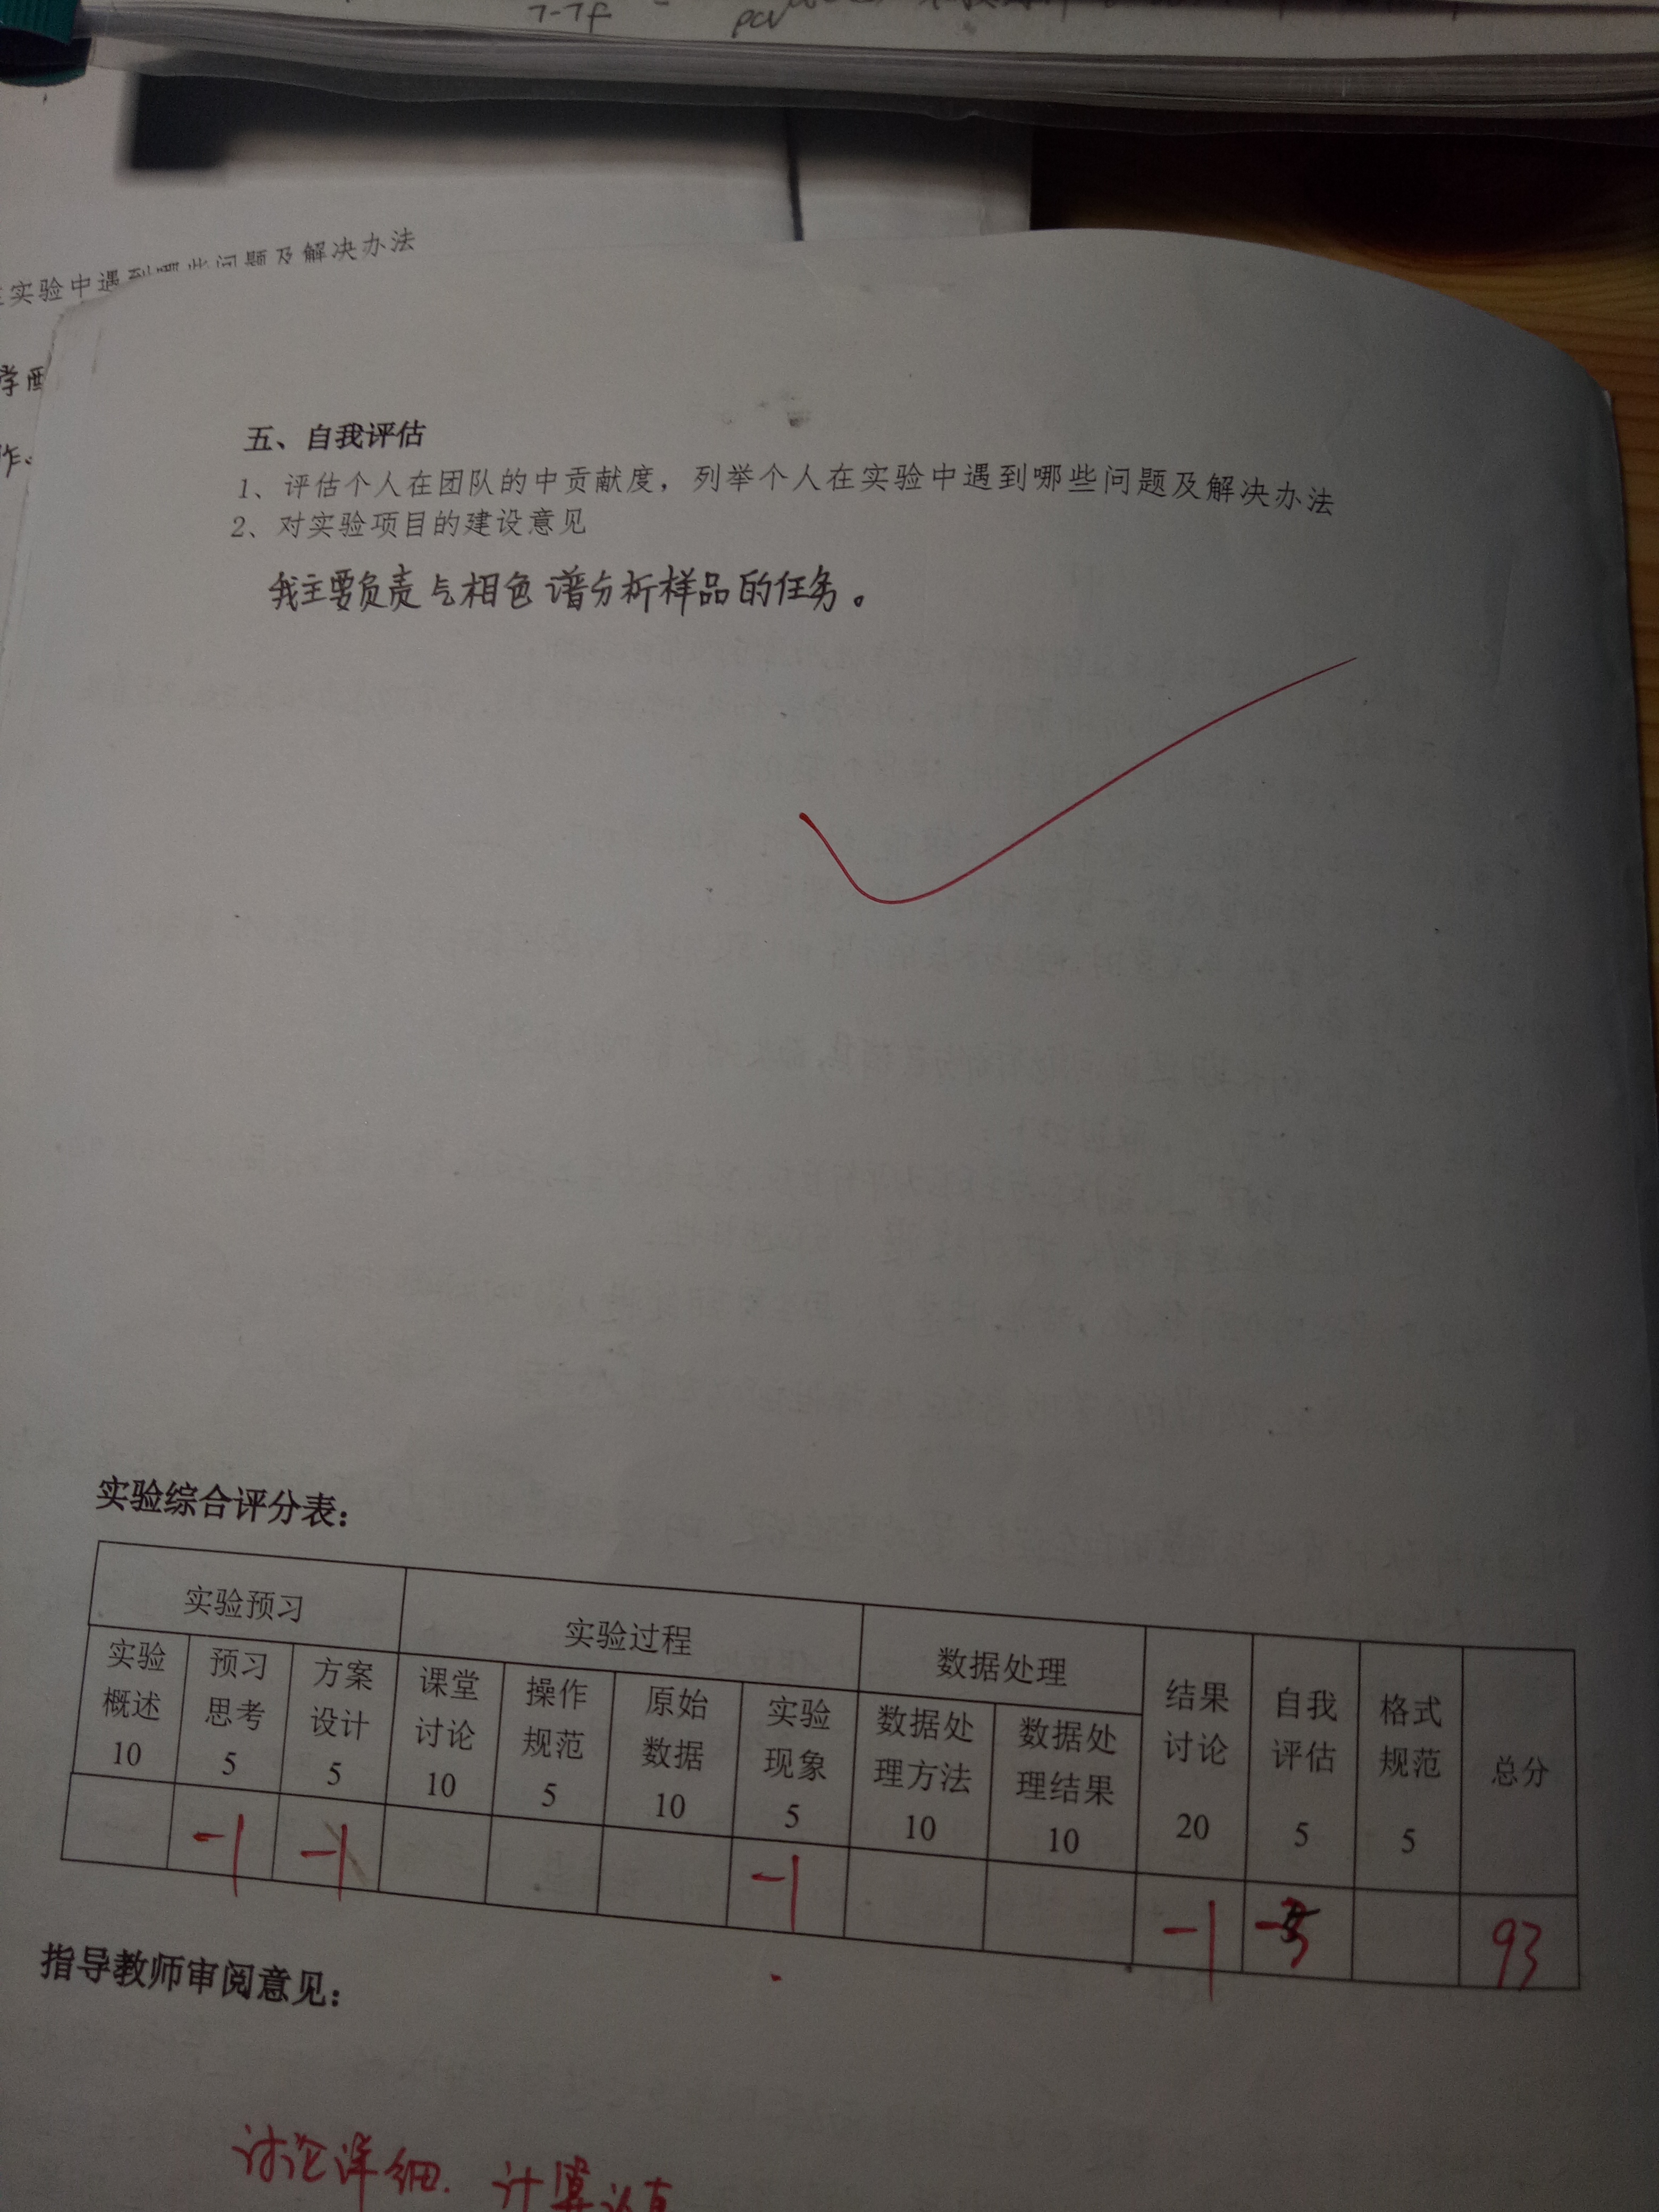 7-7f
实验中遇到哪些问题及解决办法
学
作.
五、自我评估
1、评估个人在团队的中贡献度，列举个人在实验中遇到哪些问题及解决办法
2、对实验项目的建设意见
我主要负责气相色谱分析样品的任务。
实验综合评分表：
实验预习 实验过程 数据处理 结果讨论 20 自我评估 5 格式规范 5 总分
实验概述 10 预习思考 5 方案设计 5 课堂讨论 10 操作规范 5 原始数据 10 实验现象 5 数据处理方法 10 数据处理结果 10
-1 -1 -1 -1 93
指导教师审阅意见：
讨论详细. 计算认真